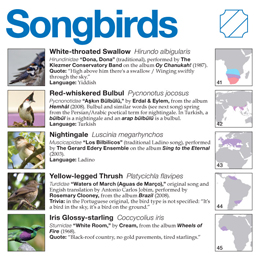 Songbirds
White-throated Swallow Hirundo albigularis
Hirundinidae "Dona, Dona" (traditional), performed by The
Klezmer Conservatory Band on the album Oy Chanukah! (1987).
Quote: "High above him there's a swallow / Winging swiftly
through the sky."
Language: Yiddish
41
Red-whiskered Bulbul Pycnonotus jocosus
Pycnonotidae "Aşkın Bülbülü," by Erdal & Eylem, from the album
Hemhâl (2008). Bulbul and similar words (see next song) spring
from the Persian/Arabic poetical term for nightingale. In Turkish, a
bülbül is a nightingale and an arap bülbülü is a bulbul.
Language: Turkish
42
Nightingale Luscinia megarhynchos
Muscicapidae "Los Bilbilicos" (traditional Ladino song), performed
by The Gerard Edery Ensemble on the album Sing to the Eternal
(2003).
Language: Ladino
43
Yellow-legged Thrush Platycichla flavipes
Turdidae "Waters of March (Águas de Março)," original song and
English translation by Antonio Carlos Jobim, performed by
Rosemary Clooney, from the album Brazil (2008).
Trivia: in the Portuguese original, the bird type is not specified: "It's
a bird in the sky, it's a bird on the ground."
44
Iris Glossy-starling Coccycolius iris
Sturnidae "White Room," by Cream, from the album Wheels of
Fire (1968).
Quote: "Black-roof country, no gold pavements, tired starlings."
45